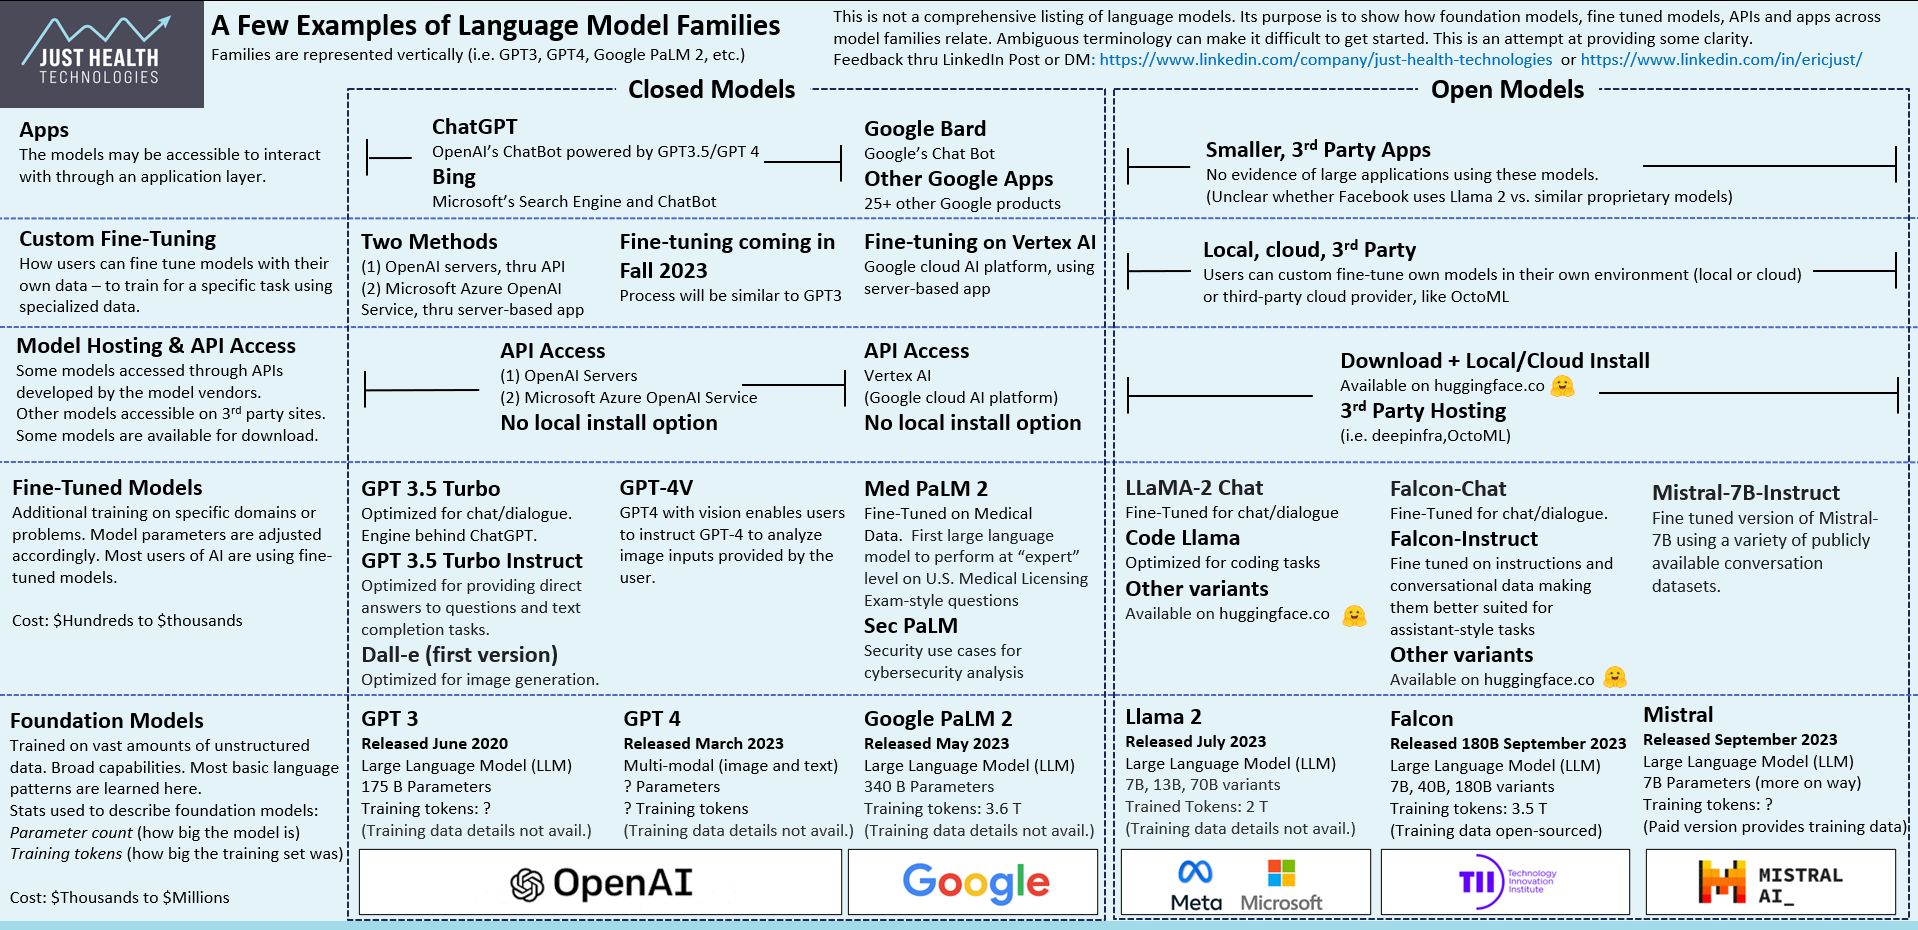 JUST HEALTH
TECHNOLOGIES
A Few Examples of Language Model Families
Families are represented vertically (i.e. GPT3, GPT4, Google PaLM 2, etc.)
This is not a comprehensive listing of language models. Its purpose is to show how foundation models, fine tuned models, APIs and apps across
model families relate. Ambiguous terminology can make it difficult to get started. This is an attempt at providing some clarity.
Feedback thru LinkedIn Post or DM: https://www.linkedin.com/company/just-health-technologies or https://www.linkedin.com/in/ericjust/
Closed Models
Open Models
Apps
The models may be accessible to interact
with through an application layer.
ChatGPT
OpenAI's ChatBot powered by GPT3.5/GPT 4
Bing
Microsoft's Search Engine and ChatBot
Google Bard
Google's Chat Bot
Other Google Apps
25+ other Google products
Smaller, 3rd Party Apps
No evidence of large applications using these models.
(Unclear whether Facebook uses Llama 2 vs. similar proprietary models)
Custom Fine-Tuning
How users can fine tune models with their
own data – to train for a specific task using
specialized data.
Two Methods
(1) OpenAI servers, thru API
(2) Microsoft Azure OpenAI
Service, thru server-based app
Fine-tuning coming in
Fall 2023
Process will be similar to GPT3
Fine-tuning on Vertex AI
Google cloud AI platform, using
server-based app
Local, cloud, 3rd Party
Users can custom fine-tune own models in their own environment (local or cloud)
or third-party cloud provider, like OctoML
Model Hosting & API Access
Some models accessed through APIs
developed by the model vendors.
Other models accessible on 3rd party sites.
Some models are available for download.
API Access
(1) OpenAI Servers
(2) Microsoft Azure OpenAI Service
No local install option
API Access
Vertex AI
(Google cloud AI platform)
No local install option
Download + Local/Cloud Install
Available on huggingface.co
3rd Party Hosting
(i.e. deepinfra,OctoML)
Fine-Tuned Models
Additional training on specific domains or
problems. Model parameters are adjusted
accordingly. Most users of AI are using fine-
tuned models.
Cost: $Hundreds to $thousands
GPT 3.5 Turbo
Optimized for chat/dialogue.
Engine behind ChatGPT.
GPT 3.5 Turbo Instruct
Optimized for providing direct
answers to questions and text
completion tasks.
Dall-e (first version)
Optimized for image generation.
GPT-4V
GPT4 with vision enables users
to instruct GPT-4 to analyze
image inputs provided by the
user.
Med PaLM 2
Fine-Tuned on Medical
Data. First large language
model to perform at “expert”
level on U.S. Medical Licensing
Exam-style questions
Sec PaLM
Security use cases for
cybersecurity analysis
LLaMA-2 Chat
Fine-Tuned for chat/dialogue
Code Llama
Optimized for coding tasks
Other variants
Available on huggingface.co
Falcon-Chat
Fine-Tuned for chat/dialogue.
Falcon-Instruct
Fine tuned on instructions and
conversational data making
them better suited for
assistant-style tasks
Other variants
Available on huggingface.co
Mistral-7B-Instruct
Fine tuned version of Mistral-
7B using a variety of publicly
available conversation
datasets.
Foundation Models
Trained on vast amounts of unstructured
data. Broad capabilities. Most basic language
patterns are learned here.
Stats used to describe foundation models:
Parameter count (how big the model is)
Training tokens (how big the training set was)
Cost: $Thousands to $Millions
GPT 3
Released June 2020
Large Language Model (LLM)
175 B Parameters
Training tokens: ?
(Training data details not avail.)
GPT 4
Released March 2023
Multi-modal (image and text)
? Parameters
? Training tokens
(Training data details not avail.)
Google PaLM 2
Released May 2023
Large Language Model (LLM)
340 B Parameters
Training tokens: 3.6 T
(Training data details not avail.)
Llama 2
Released July 2023
Large Language Model (LLM)
7B, 13B, 70B variants
Trained Tokens: 2 T
(Training data details not avail.)
Falcon
Released 180B September 2023
Large Language Model (LLM)
7B, 40B, 180B variants
Training tokens: 3.5 T
(Training data open-sourced)
Mistral
Released September 2023
Large Language Model (LLM)
7B Parameters (more on way)
Training tokens: ?
(Paid version provides training data)
OpenAI
Google
Meta
Microsoft
TII
Technology
Innovation
Institute
MISTRAL
AI_